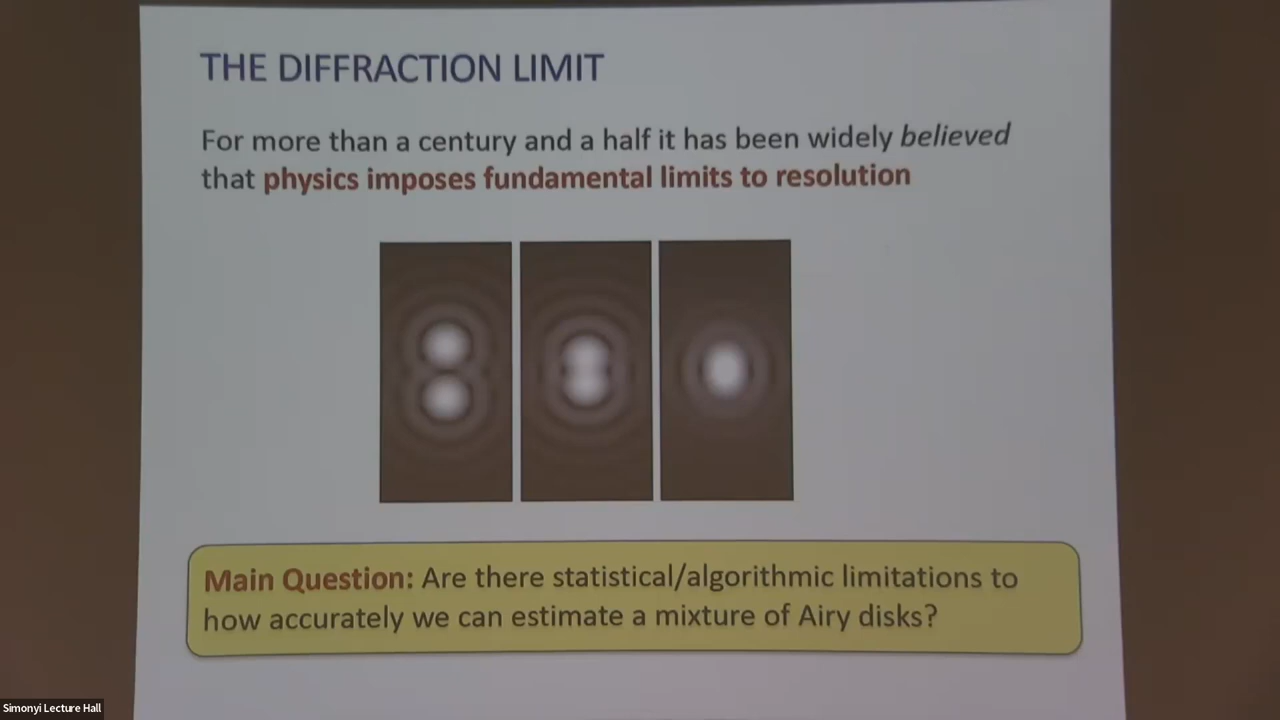 THE DIFFRACTION LIMIT
For more than a century and a half it has been widely believed
that physics imposes fundamental limits to resolution
Main Question: Are there statistical/algorithmic limitations to
how accurately we can estimate a mixture of Airy disks?
Simonyi Lecture Hall